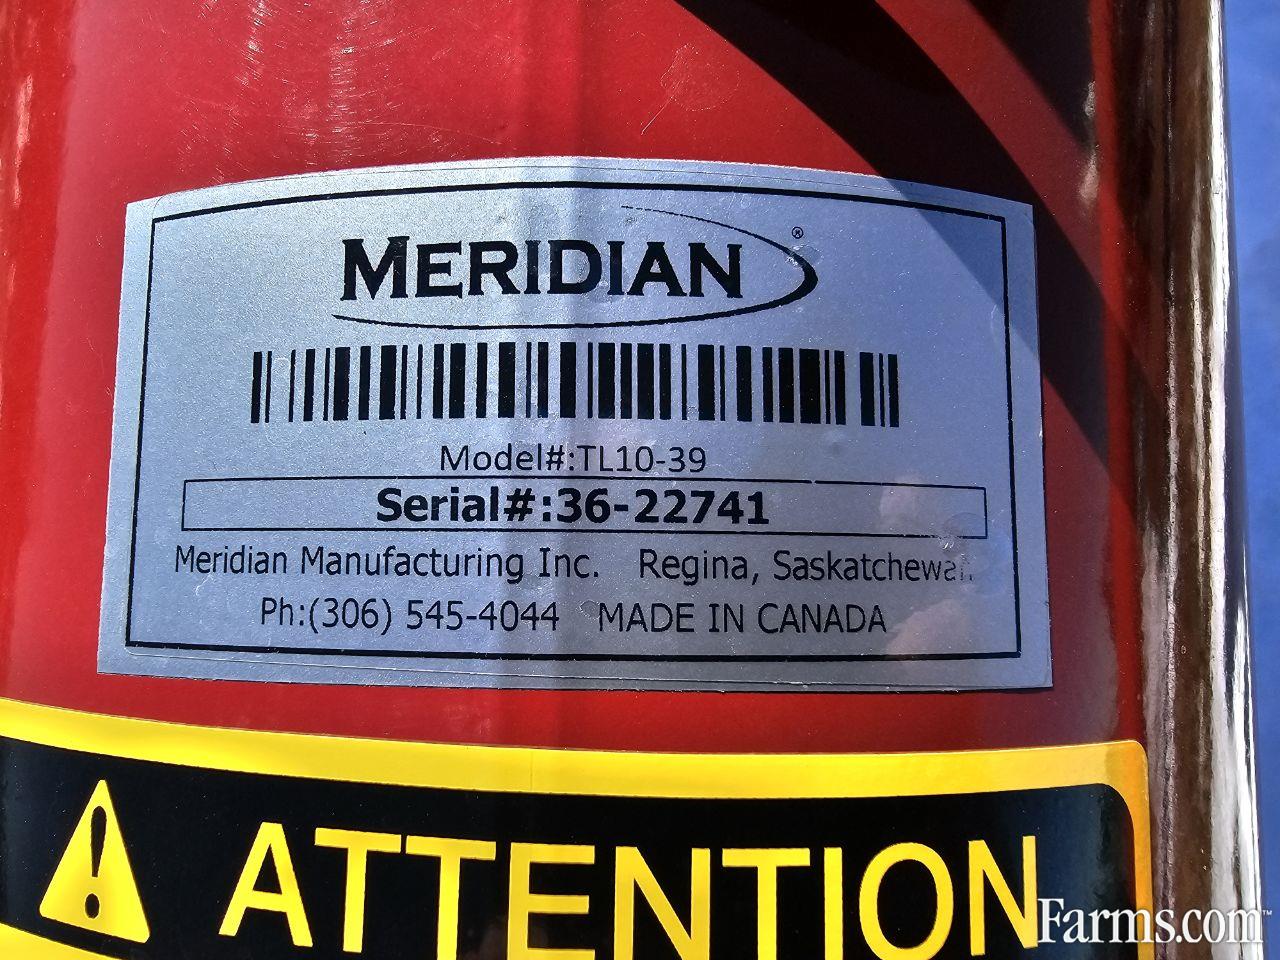 MERIDIAN®
Model#:TL10-39
Serial#:36-22741
Meridian Manufacturing Inc. Regina, Saskatchewan
Ph:(306) 545-4044 MADE IN CANADA
ATTENTION
Farms.com™